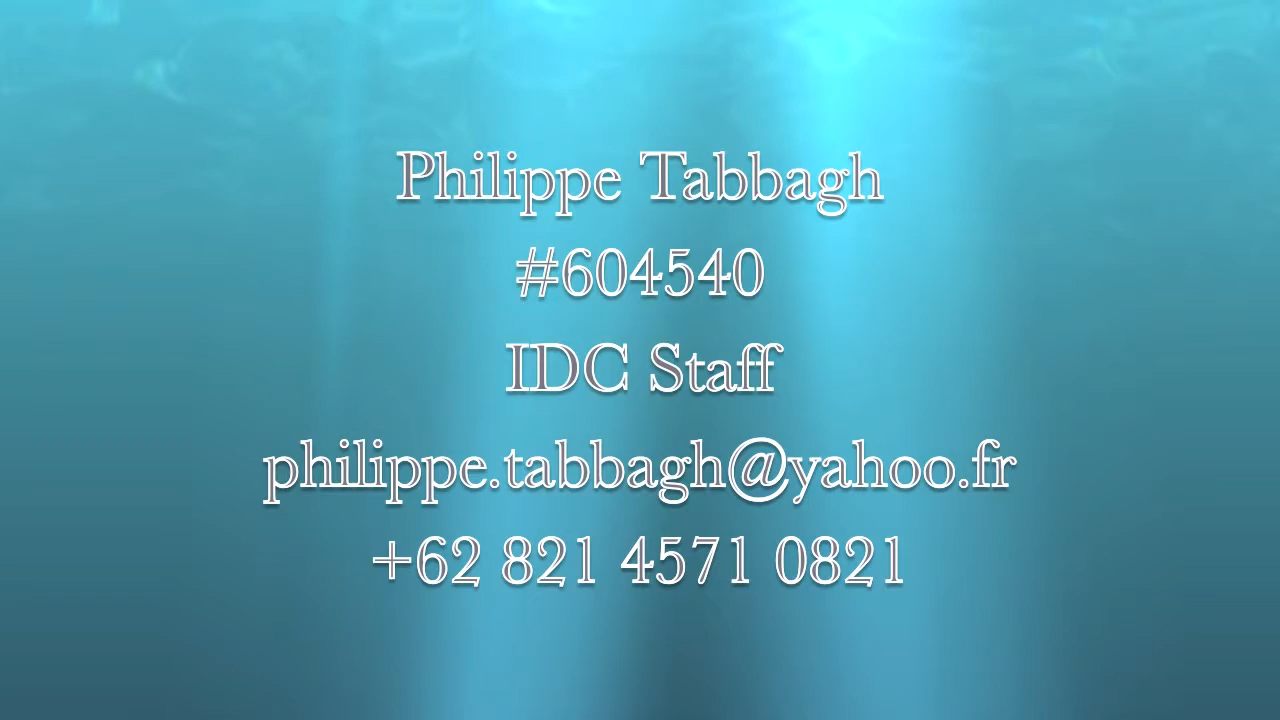 Philippe Tabbagh
#604540
IDC Staff
philippe.tabbagh@yahoo.fr
+62 821 4571 0821